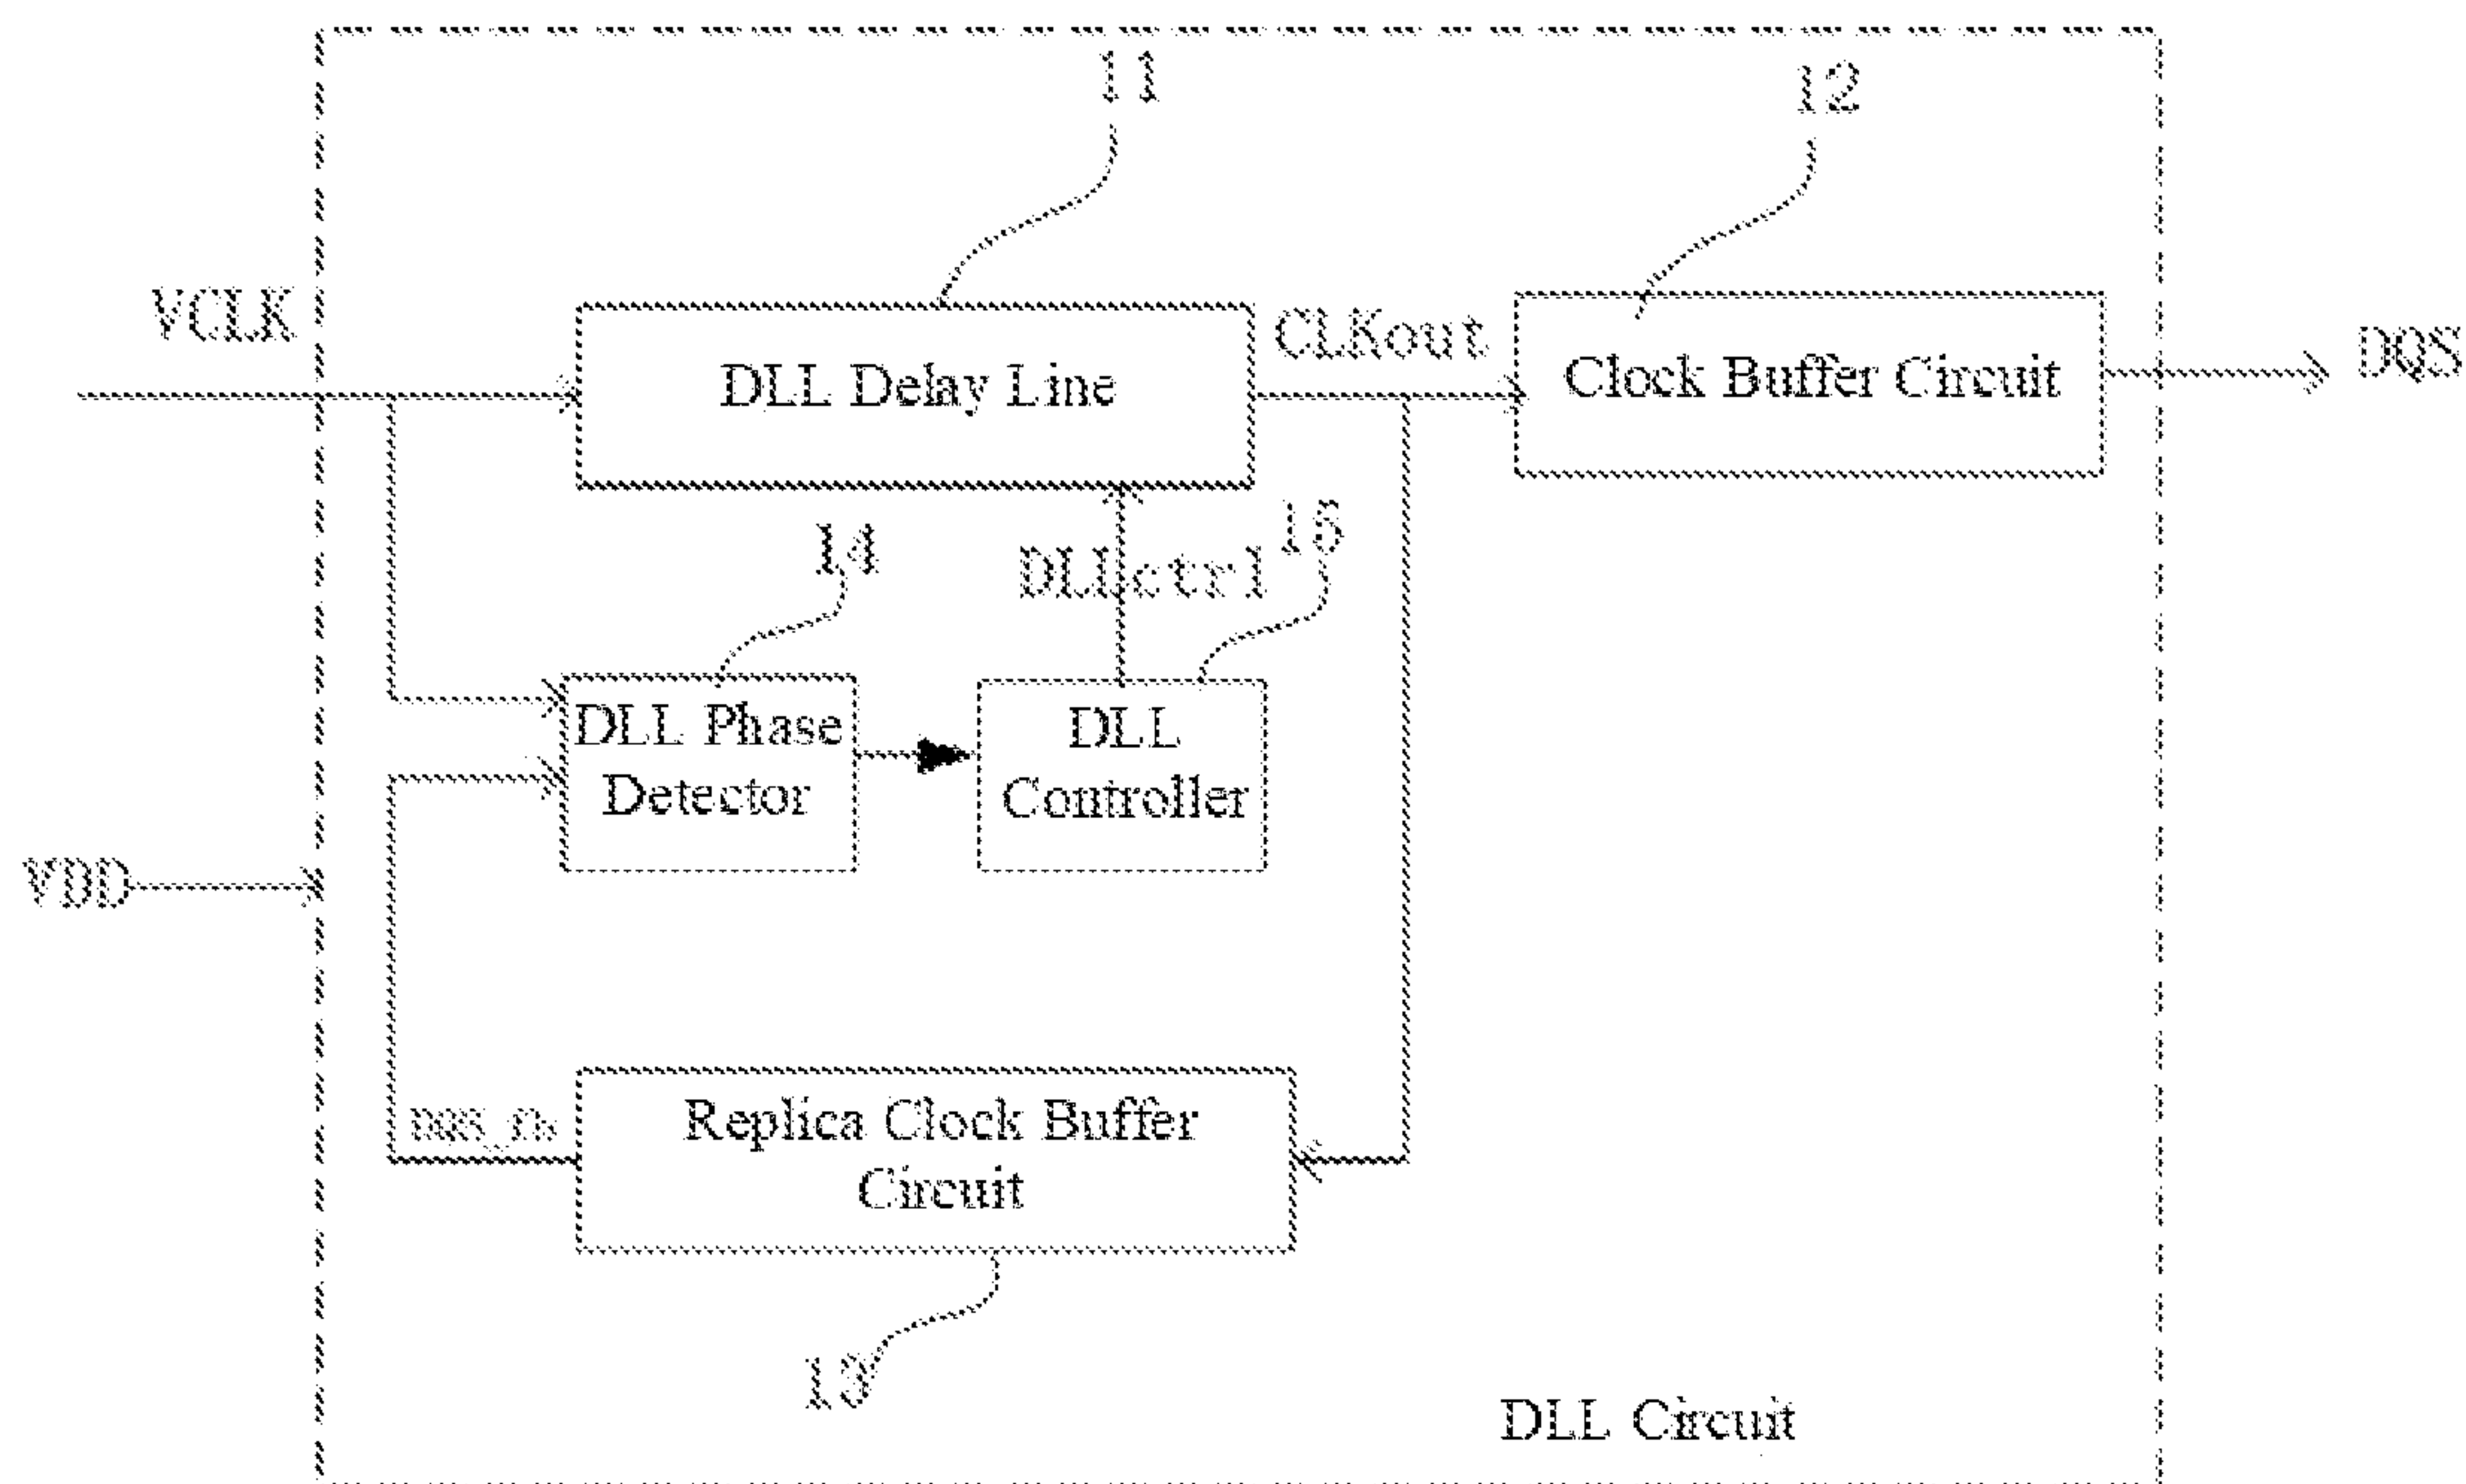 11
12
VCLK
DLL Delay Line
CLKout
Clock Buffer Circuit
DQS
14
DLLctrl
15
DLL Phase
Detector
DLL
Controller
VDD
DQS_fb
Replica Clock Buffer
Circuit
13
DLL Circuit